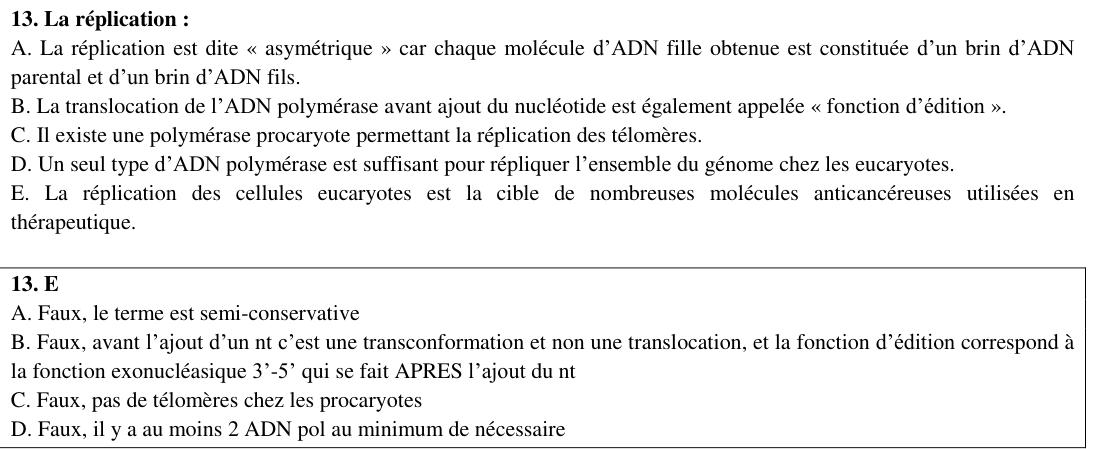 13. La réplication :
A. La réplication est dite « asymétrique » car chaque molécule d’ADN fille obtenue est constituée d’un brin d’ADN
parental et d’un brin d’ADN fils.
B. La translocation de l’ADN polymérase avant ajout du nucléotide est également appelée « fonction d’édition ».
C. Il existe une polymérase procaryote permettant la réplication des télomères.
D. Un seul type d’ADN polymérase est suffisant pour répliquer l’ensemble du génome chez les eucaryotes.
E. La réplication des cellules eucaryotes est la cible de nombreuses molécules anticancéreuses utilisées en
thérapeutique.
13. E
A. Faux, le terme est semi-conservative
B. Faux, avant l’ajout d’un nt c’est une transconformation et non une translocation, et la fonction d’édition correspond à
la fonction exonucléasique 3’-5’ qui se fait APRES l’ajout du nt
C. Faux, pas de télomères chez les procaryotes
D. Faux, il y a au moins 2 ADN pol au minimum de nécessaire